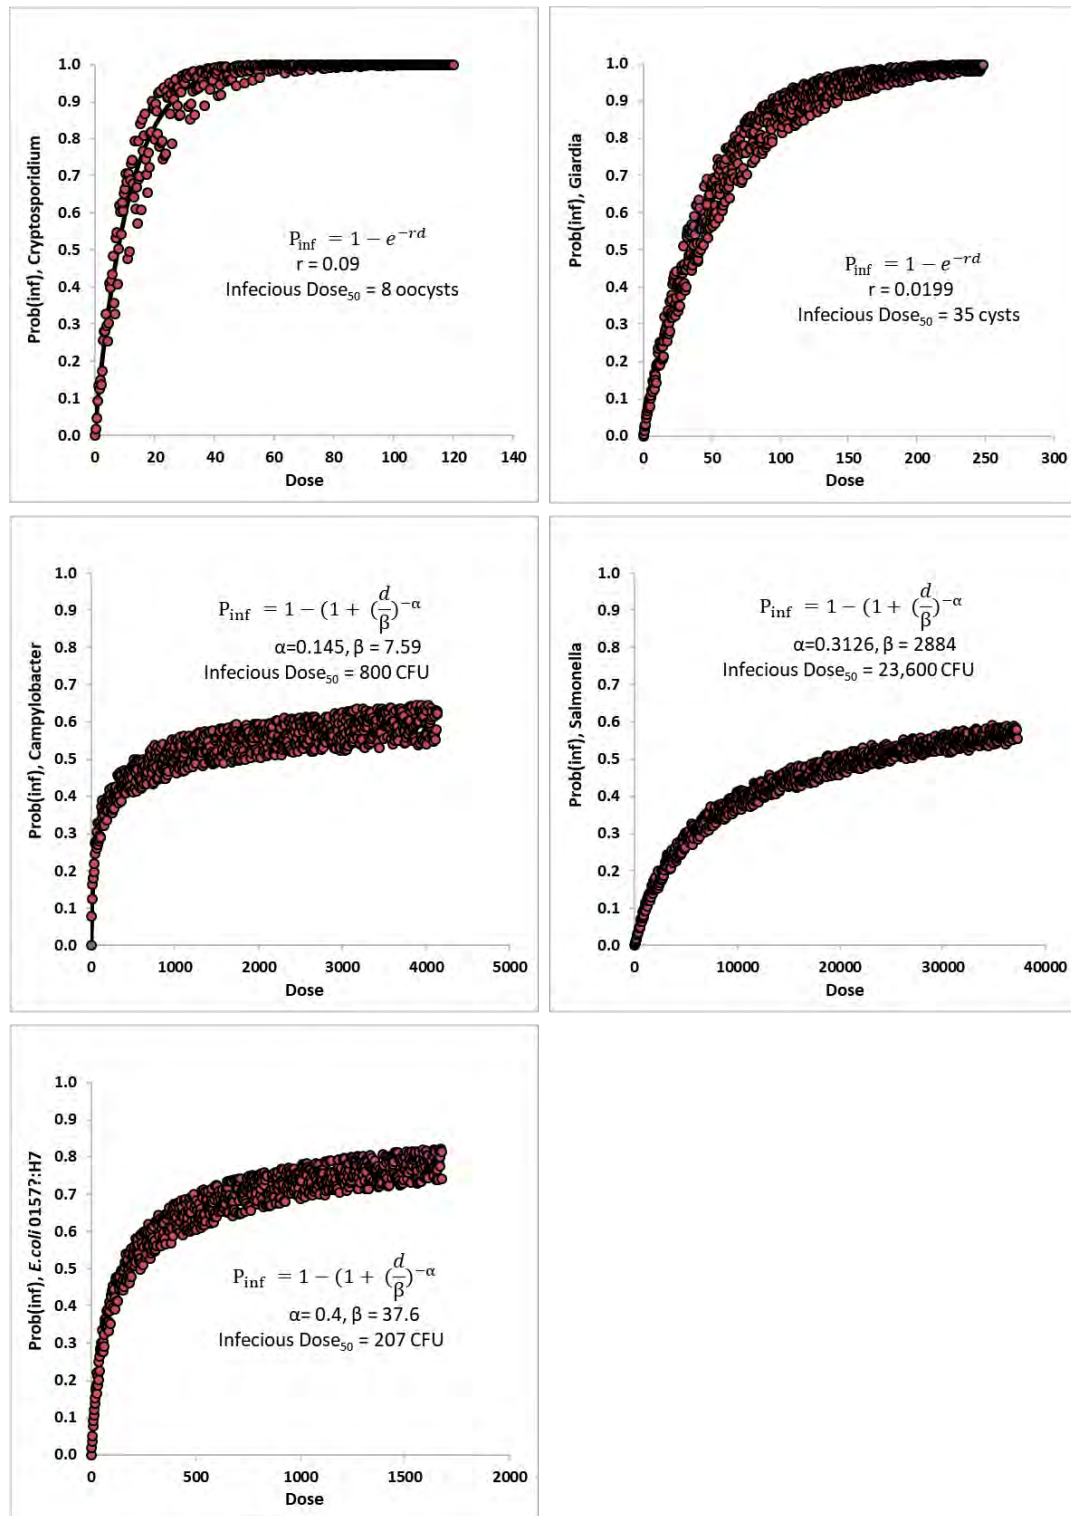 1.0
0.9
0.8
0.7
0.6
0.5
0.4
0.3
0.2
0.1
0.0
Prob(inf), Cryptosporidium
P_inf = 1 − e^{−rd}
r = 0.09
Infecious Dose₅₀ = 8 oocysts
0 20 40 60 80 100 120 140
Dose
1.0
0.9
0.8
0.7
0.6
0.5
0.4
0.3
0.2
0.1
0.0
Prob(inf), Giardia
P_inf = 1 − e^{−rd}
r = 0.0199
Infecious Dose₅₀ = 35 cysts
0 50 100 150 200 250 300
Dose
1.0
0.9
0.8
0.7
0.6
0.5
0.4
0.3
0.2
0.1
0.0
Prob(inf), Campylobacter
P_inf = 1 − (1 + (d/β)^{−α}
α=0.145, β = 7.59
Infecious Dose₅₀ = 800 CFU
0 1000 2000 3000 4000 5000
Dose
1.0
0.9
0.8
0.7
0.6
0.5
0.4
0.3
0.2
0.1
0.0
Prob(inf), Salmonella
P_inf = 1 − (1 + (d/β)^{−α}
α=0.3126, β = 2884
Infecious Dose₅₀ = 23,600 CFU
0 10000 20000 30000 40000
Dose
1.0
0.9
0.8
0.7
0.6
0.5
0.4
0.3
0.2
0.1
0.0
Prob(inf), E.coli 0157?:H7
P_inf = 1 − (1 + (d/β)^{−α}
α= 0.4, β = 37.6
Infecious Dose₅₀ = 207 CFU
0 500 1000 1500 2000
Dose